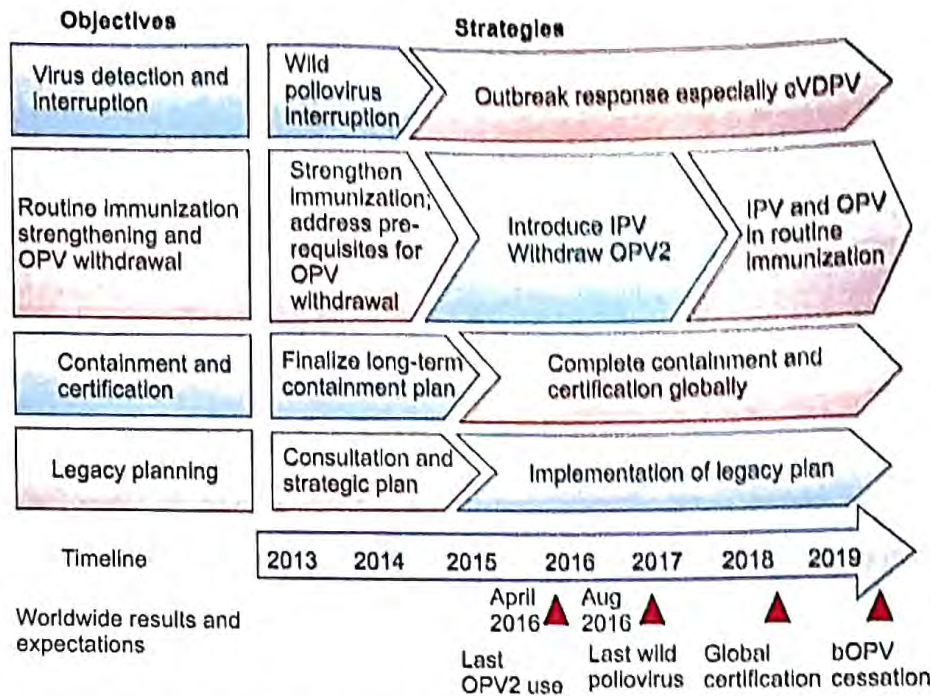 Objectives
Strategies
Virus detection and
interruption
Wild
poliovirus
interruption
Outbreak response especially cVDPV
Routine immunization
strengthening and
OPV withdrawal
Strengthen
immunization;
address pre-
requisites for
OPV
withdrawal
Introduce IPV
Withdraw OPV2
IPV and OPV
in routine
immunization
Containment and
certification
Finalize long-term
containment plan
Complete containment and
certification globally
Legacy planning
Consultation and
strategic plan
Implementation of legacy plan
Timeline
2013 2014 2015 2016 2017 2018 2019
Worldwide results and
expectations
April
2016
Last
OPV2 use
Aug
2016
Last wild
poliovirus
Global
certification
bOPV
cessation